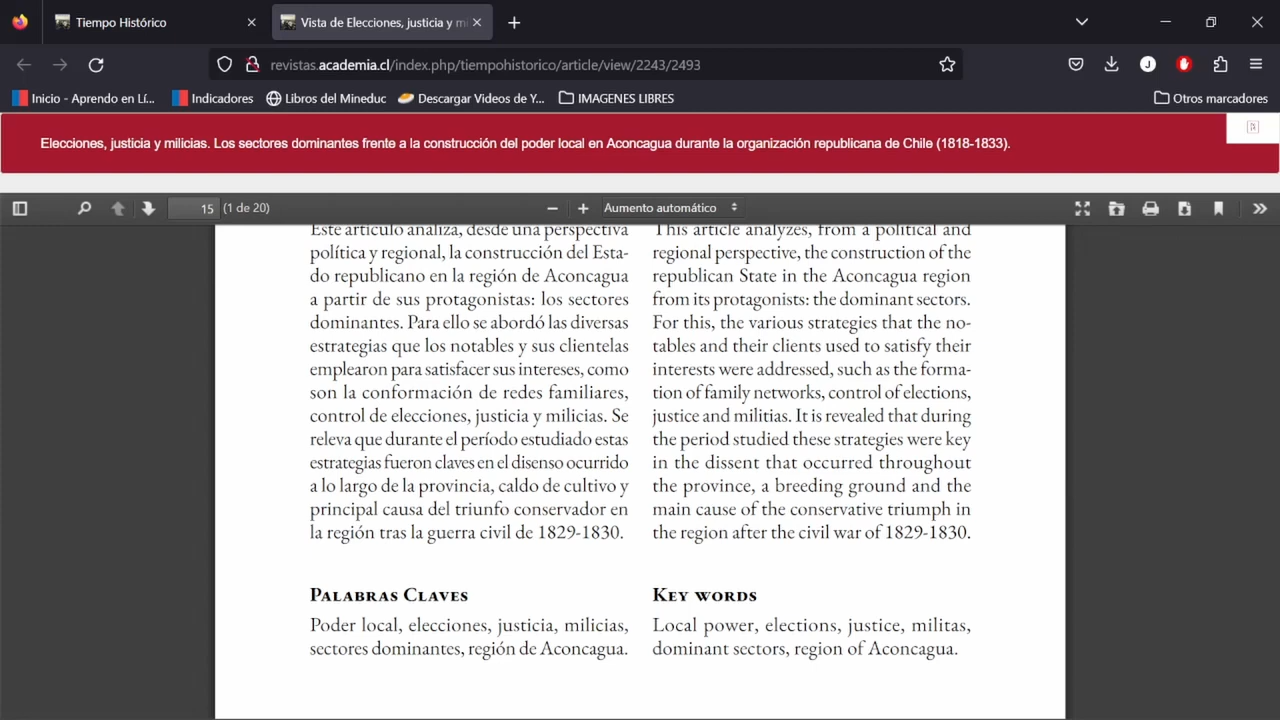 Tiempo Histórico
Vista de Elecciones, justicia y mi
revistas.academia.cl/index.php/tiempohistorico/article/view/2243/2493
J
Inicio - Aprendo en Lí...
Indicadores
Libros del Mineduc
Descargar Videos de Y...
IMAGENES LIBRES
Otros marcadores
Elecciones, justicia y milicias. Los sectores dominantes frente a la construcción del poder local en Aconcagua durante la organización republicana de Chile (1818-1833).
15 (1 de 20)
Aumento automático
Este artículo analiza, desde una perspectiva
política y regional, la construcción del Esta-
do republicano en la región de Aconcagua
a partir de sus protagonistas: los sectores
dominantes. Para ello se abordó las diversas
estrategias que los notables y sus clientelas
emplearon para satisfacer sus intereses, como
son la conformación de redes familiares,
control de elecciones, justicia y milicias. Se
releva que durante el período estudiado estas
estrategias fueron claves en el disenso ocurrido
a lo largo de la provincia, caldo de cultivo y
principal causa del triunfo conservador en
la región tras la guerra civil de 1829-1830.
Palabras Claves
Poder local, elecciones, justicia, milicias,
sectores dominantes, región de Aconcagua.
This article analyzes, from a political and
regional perspective, the construction of the
republican State in the Aconcagua region
from its protagonists: the dominant sectors.
For this, the various strategies that the no-
tables and their clients used to satisfy their
interests were addressed, such as the forma-
tion of family networks, control of elections,
justice and militias. It is revealed that during
the period studied these strategies were key
in the dissent that occurred throughout
the province, a breeding ground and the
main cause of the conservative triumph in
the region after the civil war of 1829-1830.
Key words
Local power, elections, justice, militas,
dominant sectors, region of Aconcagua.